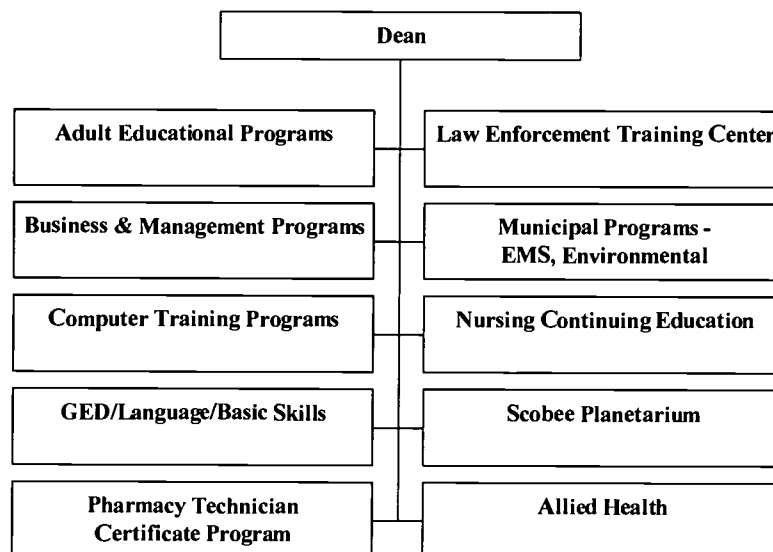 Dean
Adult Educational Programs
Law Enforcement Training Center
Business & Management Programs
Municipal Programs -
EMS, Environmental
Computer Training Programs
Nursing Continuing Education
GED/Language/Basic Skills
Scobee Planetarium
Pharmacy Technician
Certificate Program
Allied Health